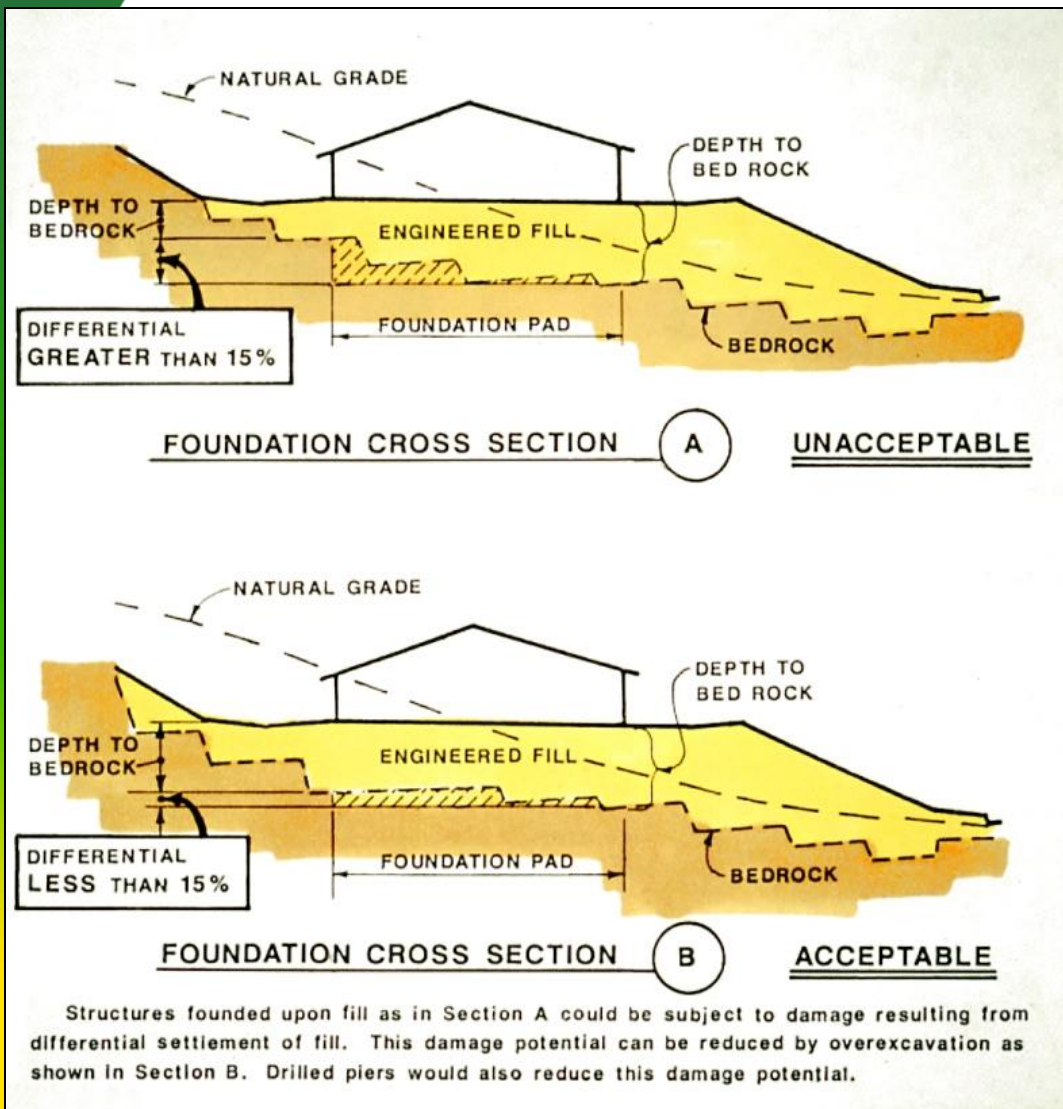 NATURAL GRADE
DEPTH TO
BED ROCK
DEPTH TO
BEDROCK
ENGINEERED FILL
DIFFERENTIAL
GREATER THAN 15%
FOUNDATION PAD
BEDROCK
FOUNDATION CROSS SECTION A UNACCEPTABLE
NATURAL GRADE
DEPTH TO
BED ROCK
DEPTH TO
BEDROCK
ENGINEERED FILL
DIFFERENTIAL
LESS THAN 15%
FOUNDATION PAD
BEDROCK
FOUNDATION CROSS SECTION B ACCEPTABLE
Structures founded upon fill as in Section A could be subject to damage resulting from
differential settlement of fill. This damage potential can be reduced by overexcavation as
shown in Section B. Drilled piers would also reduce this damage potential.